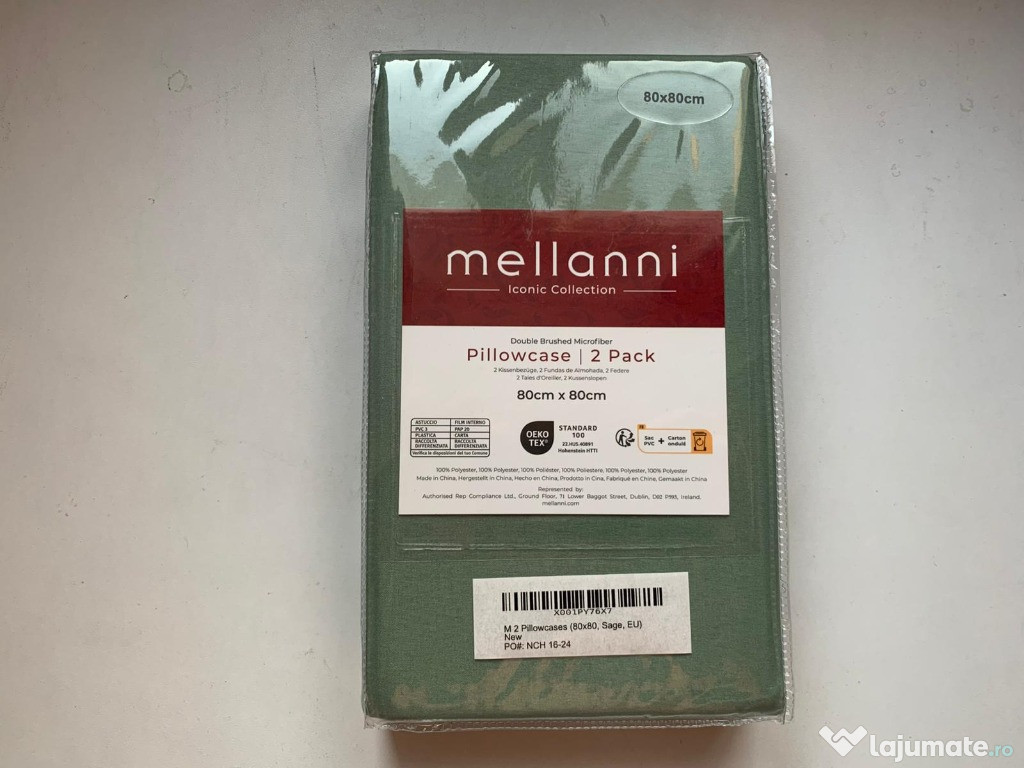 80x80cm
mellanni
Iconic Collection
Double Brushed Microfiber
Pillowcase | 2 Pack
2 Kissenbezüge, 2 Fundas de Almohada, 2 Federe
2 Taies d'Oreiller, 2 Kussenslopen
80cm x 80cm
ASTUCCIO FILM INTERNO
PVC 3 PAP 20
PLASTICA CARTA
RACCOLTA DIFFERENZIATA RACCOLTA DIFFERENZIATA
Verifica le disposizioni del tuo Comune
OEKO TEX®
STANDARD 100
22.HUS.40891
Hohenstein HTTI
FR
Sac PVC + Carton ondulé
100% Polyester, 100% Polyester, 100% Poliéster, 100% Poliestere, 100% Polyester, 100% Polyester
Made in China, Hergestellt in China, Hecho en China, Prodotto in Cina, Fabriqué en Chine, Gemaakt in China
Represented by:
Authorised Rep Compliance Ltd., Ground Floor, 71 Lower Baggot Street, Dublin, D02 P593, Ireland.
mellanni.com
X001PY76X7
M 2 Pillowcases (80x80, Sage, EU)
New
PO#: NCH 16-24
lajumate.ro